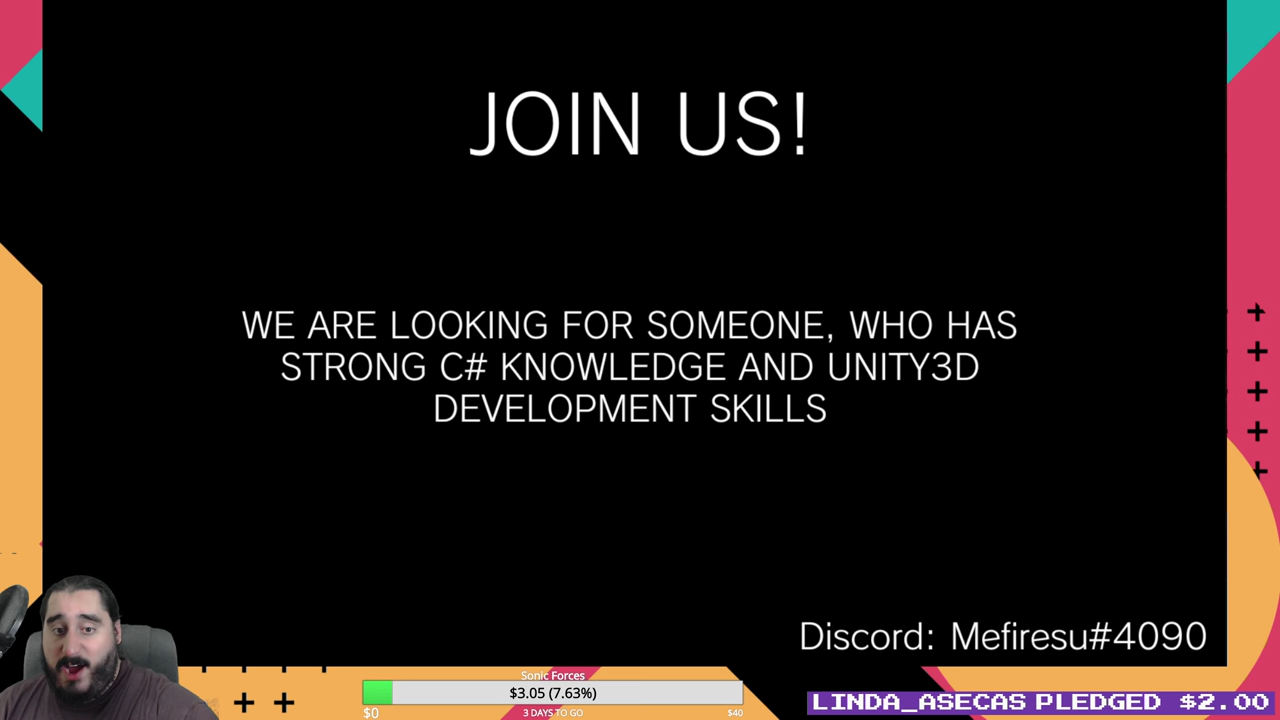 JOIN US!
WE ARE LOOKING FOR SOMEONE, WHO HAS
STRONG C# KNOWLEDGE AND UNITY3D
DEVELOPMENT SKILLS
Discord: Mefiresu#4090
Sonic Forces
$3.05 (7.63%)
$0
3 DAYS TO GO
$40
LINDA_ASECAS PLEDGED $2.00